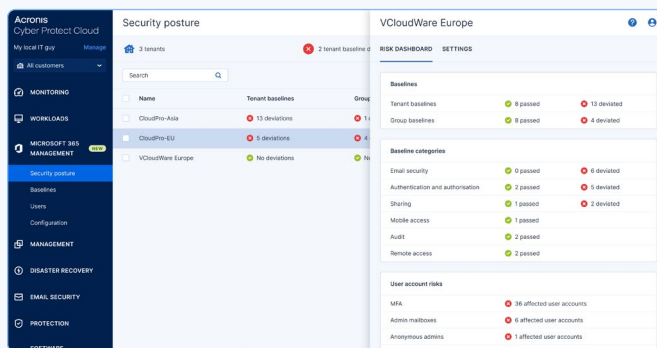 Acronis
Cyber Protect Cloud
My local IT guy Manage
All customers
MONITORING
WORKLOADS
MICROSOFT 365
MANAGEMENT NEW
Security posture
Baselines
Users
Configuration
MANAGEMENT
DISASTER RECOVERY
EMAIL SECURITY
PROTECTION
SOFTWARE
Security posture
3 tenants 2 tenant baseline d
Search
Name Tenant baselines Group
CloudPro-Asia 13 deviations 1
CloudPro-EU 5 deviations 4
VCloudWare Europe No deviations No
VCloudWare Europe
RISK DASHBOARD SETTINGS
Baselines
Tenant baselines 8 passed 13 deviated
Group baselines 8 passed 4 deviated
Baseline categories
Email security 0 passed 6 deviated
Authentication and authorisation 2 passed 5 deviated
Sharing 1 passed 2 deviated
Mobile access 1 passed
Audit 2 passed
Remote access 2 passed
User account risks
MFA 36 affected user accounts
Admin mailboxes 6 affected user accounts
Anonymous admins 1 affected user accounts